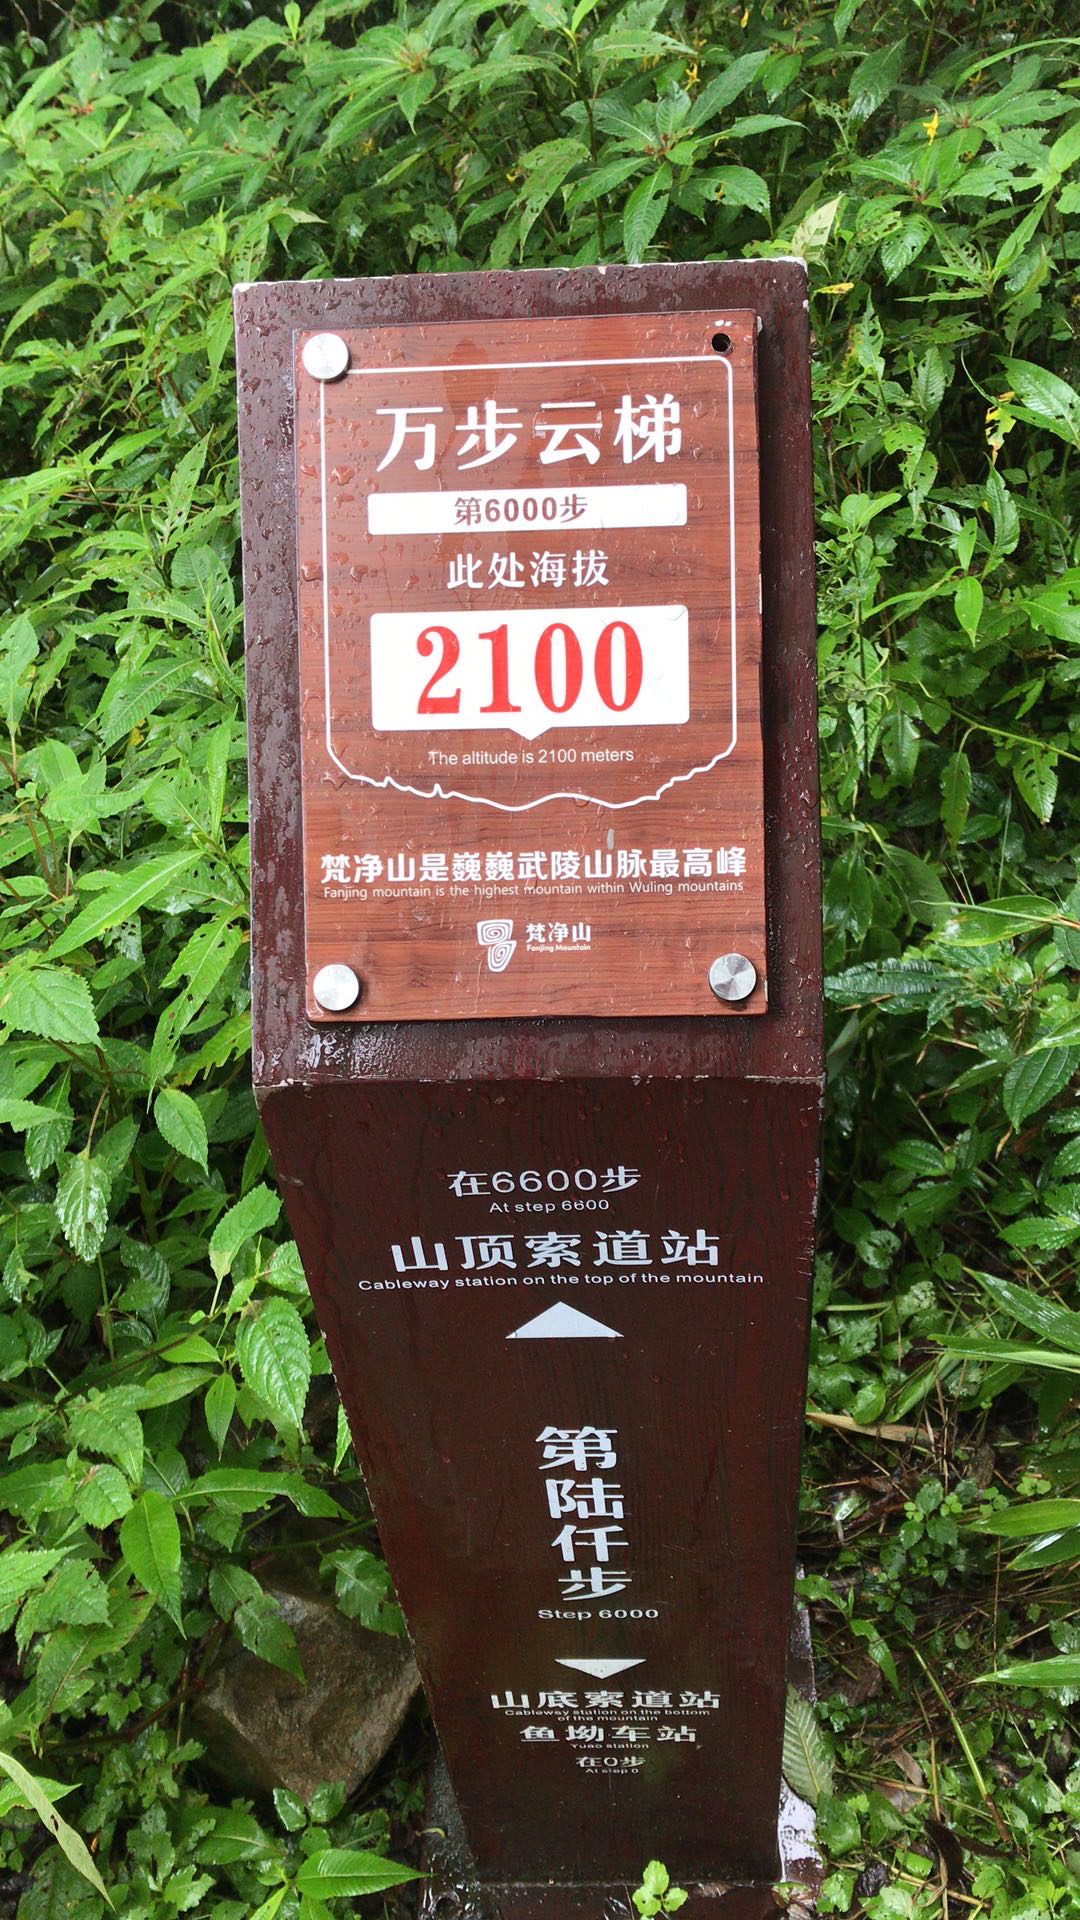 万步云梯
第6000步
此处海拔
2100
The altitude is 2100 meters
梵净山是巍巍武陵山脉最高峰
Fanjing mountain is the highest mountain within Wuling mountains
梵净山
Fanjing Mountain
在6600步
At step 6600
山顶索道站
Cableway station on the top of the mountain
第陆仟步
Step 6000
山底索道站
Cableway station on the bottom
of the mountain
鱼坳车站
Yuao station
在0步
At step 0